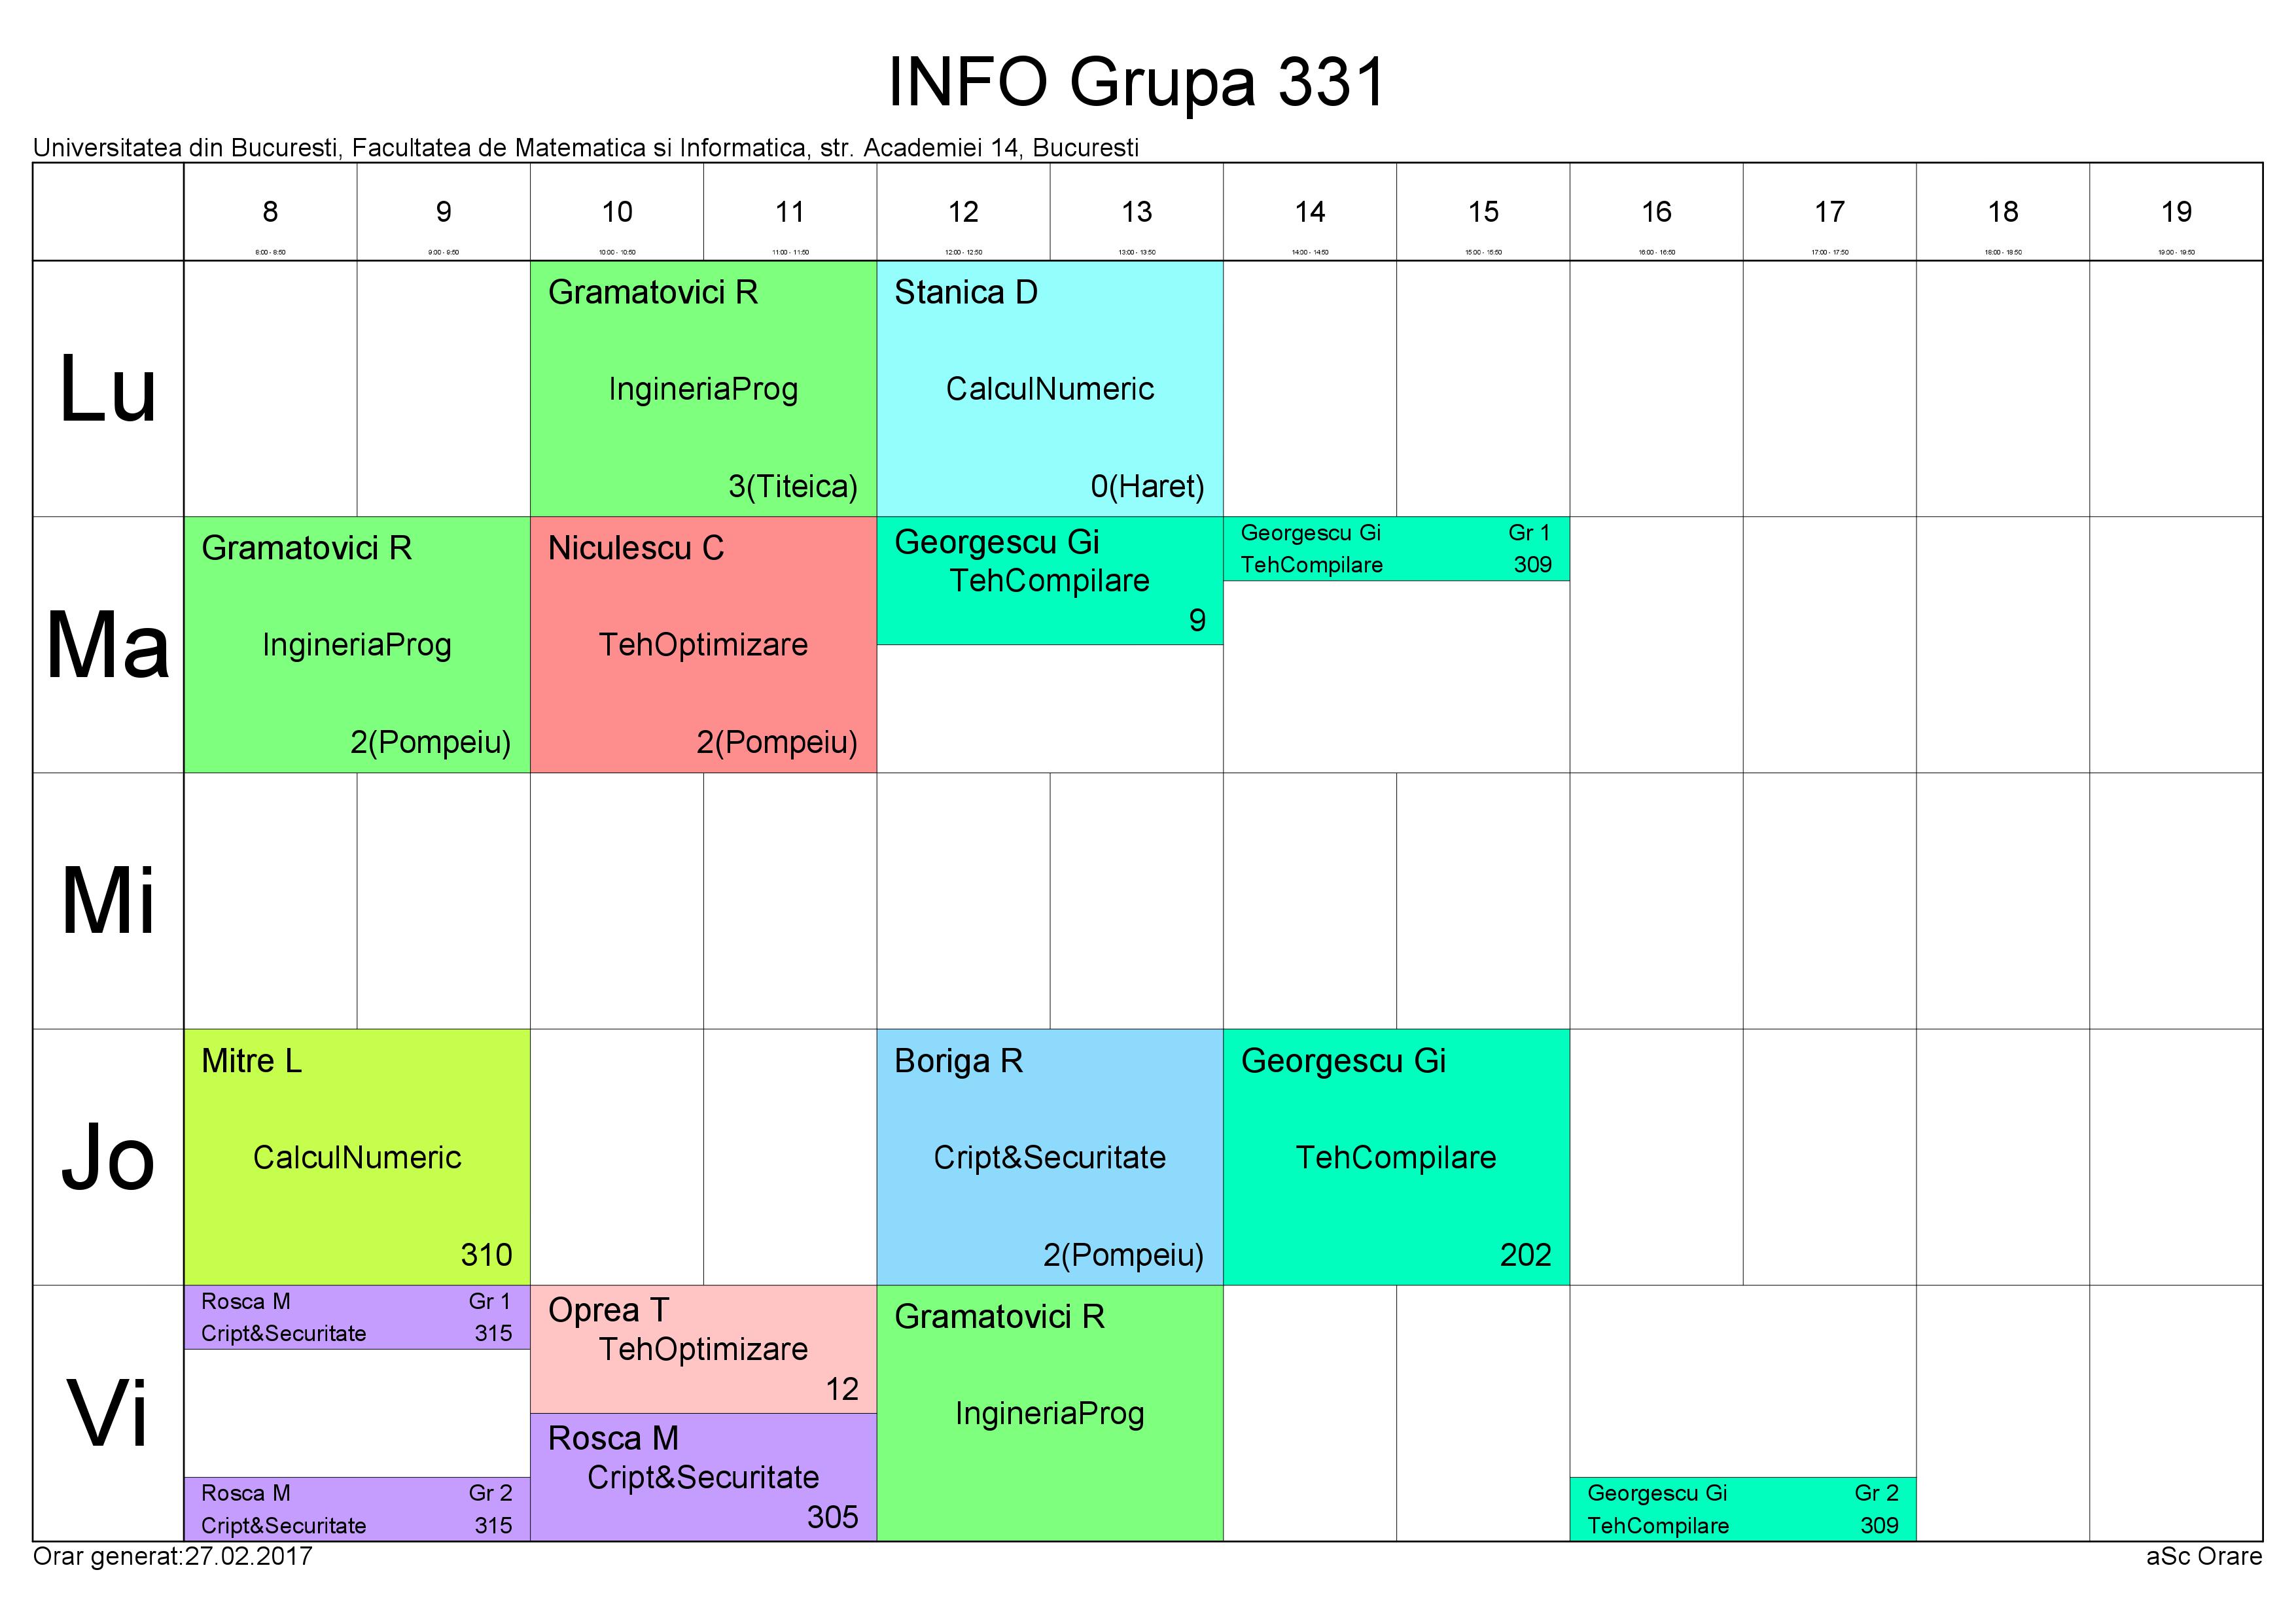 INFO Grupa 331
Universitatea din Bucuresti, Facultatea de Matematica si Informatica, str. Academiei 14, Bucuresti
8 9 10 11 12 13 14 15 16 17 18 19
8:00 - 8:50 9:00 - 9:50 10:00 - 10:50 11:00 - 11:50 12:00 - 12:50 13:00 - 13:50 14:00 - 14:50 15:00 - 15:50 16:00 - 16:50 17:00 - 17:50 18:00 - 18:50 19:00 - 19:50
Lu
Gramatovici R
IngineriaProg
3(Titeica)
Stanica D
CalculNumeric
0(Haret)
Ma
Gramatovici R
IngineriaProg
2(Pompeiu)
Niculescu C
TehOptimizare
2(Pompeiu)
Georgescu Gi
TehCompilare
9
Georgescu Gi Gr 1
TehCompilare 309
Mi
Jo
Mitre L
CalculNumeric
310
Boriga R
Cript&Securitate
2(Pompeiu)
Georgescu Gi
TehCompilare
202
Vi
Rosca M Gr 1
Cript&Securitate 315
Rosca M Gr 2
Cript&Securitate 315
Oprea T
TehOptimizare
12
Rosca M
Cript&Securitate
305
Gramatovici R
IngineriaProg
Georgescu Gi Gr 2
TehCompilare 309
Orar generat:27.02.2017
aSc Orare